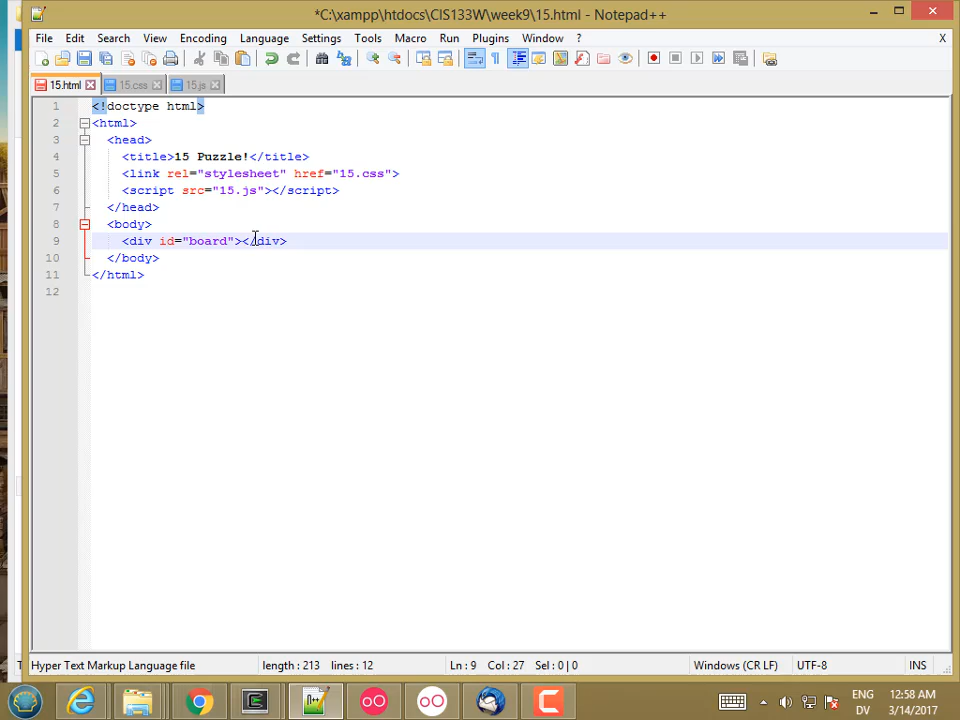 *C:\xampp\htdocs\CIS133W\week9\15.html - Notepad++
File Edit Search View Encoding Language Settings Tools Macro Run Plugins Window ? X
15.html 15.css 15.js
1 <!doctype html>
2 <html>
3 <head>
4 <title>15 Puzzle!</title>
5 <link rel="stylesheet" href="15.css">
6 <script src="15.js"></script>
7 </head>
8 <body>
9 <div id="board"></div>
10 </body>
11 </html>
12
Hyper Text Markup Language file length : 213 lines : 12 Ln : 9 Col : 27 Sel : 0 | 0 Windows (CR LF) UTF-8 INS
ENG 12:58 AM
DV 3/14/2017